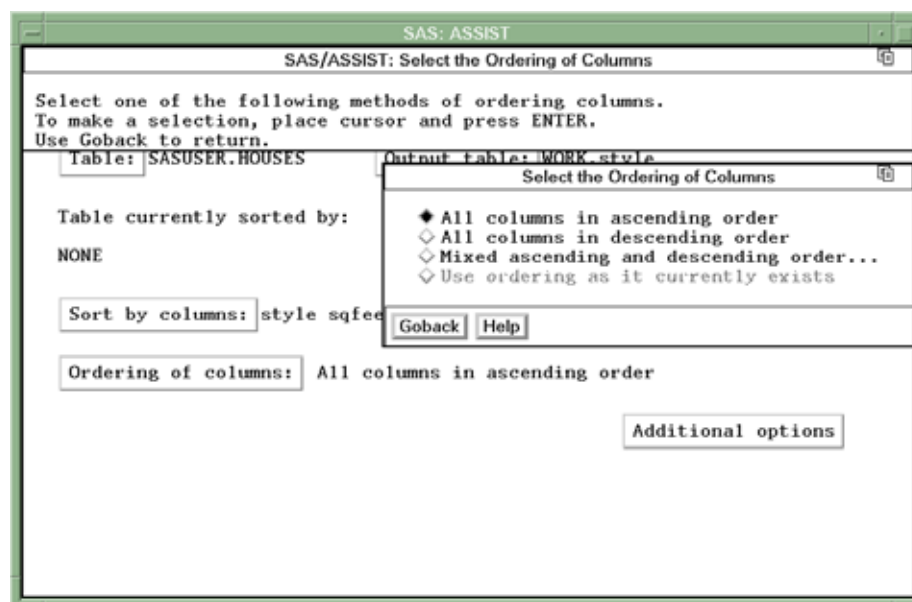 SAS: ASSIST
SAS/ASSIST: Select the Ordering of Columns
Select one of the following methods of ordering columns.
To make a selection, place cursor and press ENTER.
Use Goback to return.
Table: SASUSER.HOUSES Output table: WORK.style
Select the Ordering of Columns
Table currently sorted by:
All columns in ascending order
All columns in descending order
NONE
Mixed ascending and descending order...
Use ordering as it currently exists
Sort by columns: style sqfee
Goback Help
Ordering of columns: All columns in ascending order
Additional options